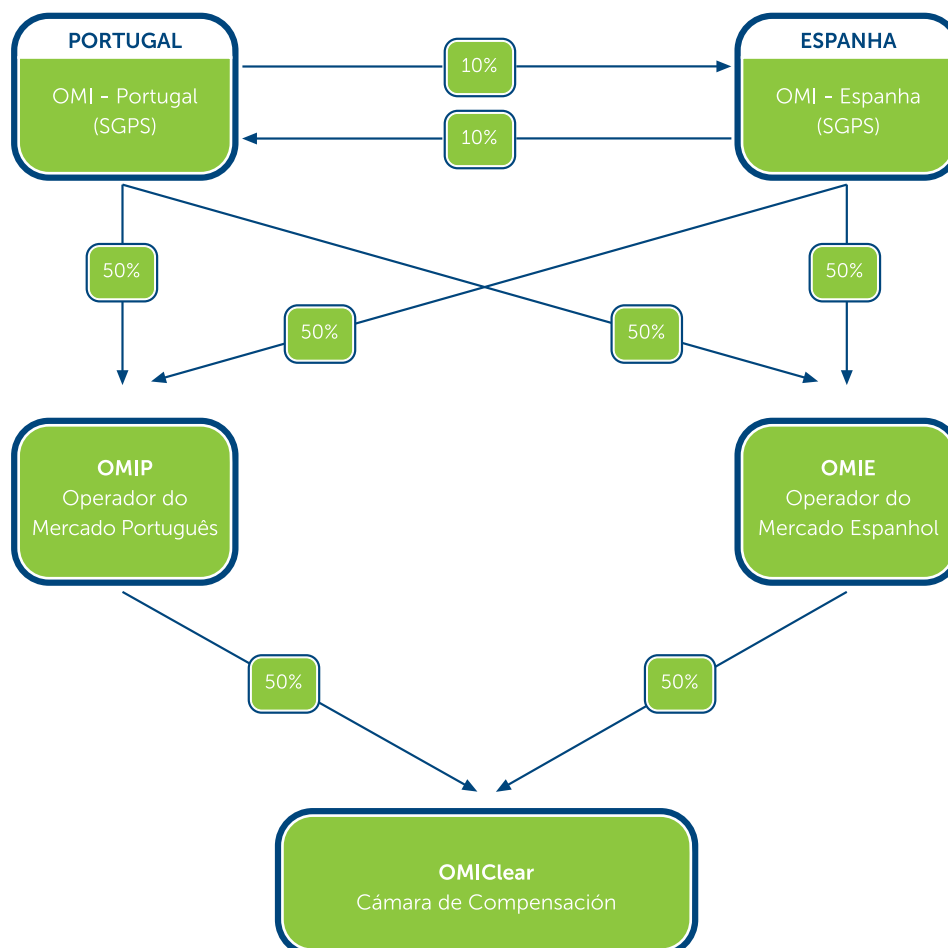 PORTUGAL
OMI - Portugal
(SGPS)
10%
10%
ESPANHA
OMI - Espanha
(SGPS)
50%
50%
50%
50%
OMIP
Operador do
Mercado Português
OMIE
Operador do
Mercado Espanhol
50%
50%
OMIClear
Cámara de Compensación